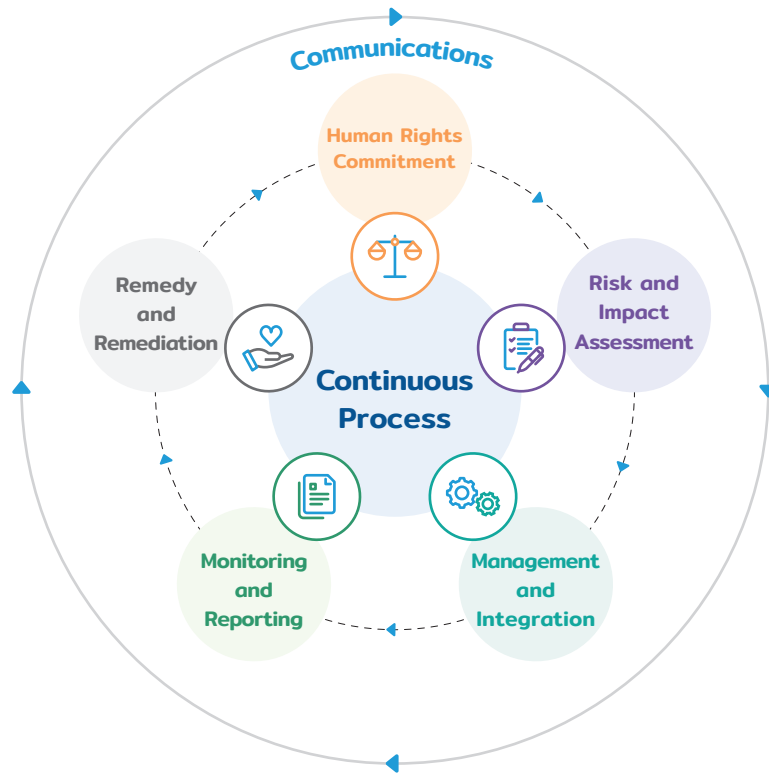 Communications
Human Rights
Commitment
Risk and
Impact
Assessment
Management
and
Integration
Monitoring
and
Reporting
Remedy
and
Remediation
Continuous
Process